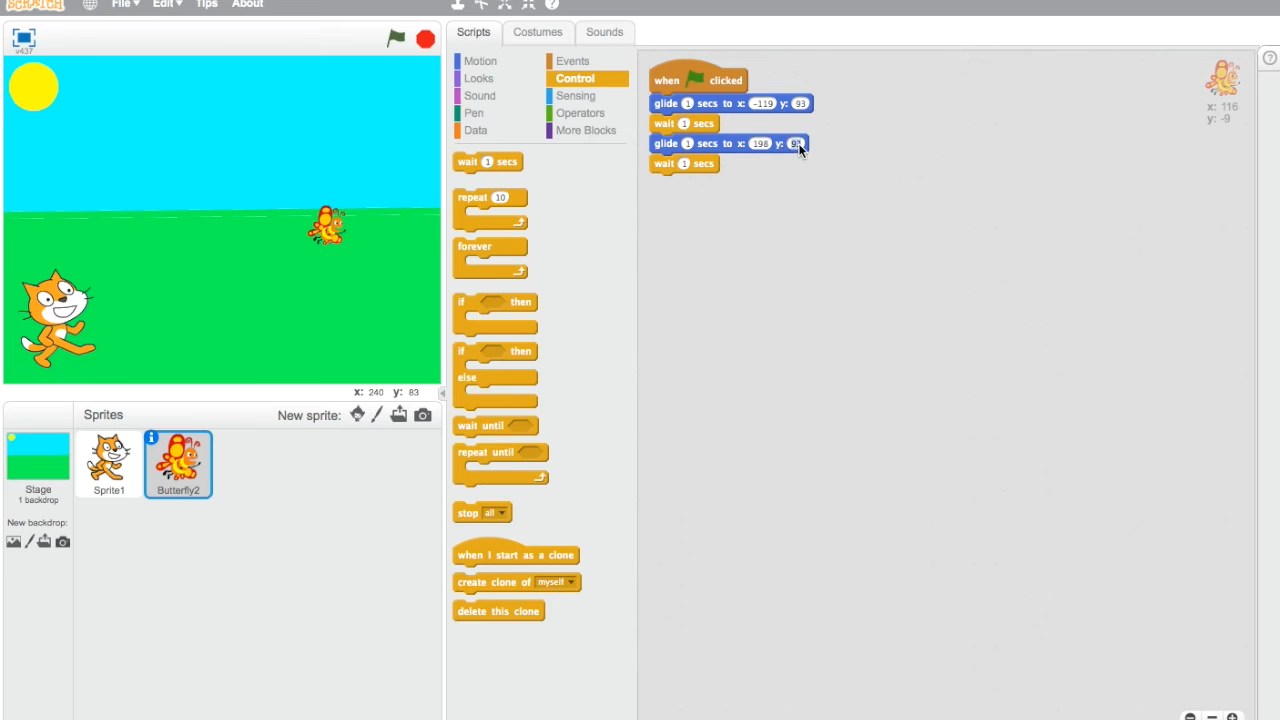 SCRATCH File Edit Tips About
v437
x: 240 y: 83
Sprites New sprite:
Stage
1 backdrop
New backdrop:
Sprite1
Butterfly2
Scripts Costumes Sounds
Motion Events
Looks Control
Sound Sensing
Pen Operators
Data More Blocks
wait 1 secs
repeat 10
forever
if then
if then
else
wait until
repeat until
stop all
when I start as a clone
create clone of myself
delete this clone
when clicked
glide 1 secs to x: -119 y: 93
wait 1 secs
glide 1 secs to x: 198 y:
wait 1 secs
x: 116
y: -9